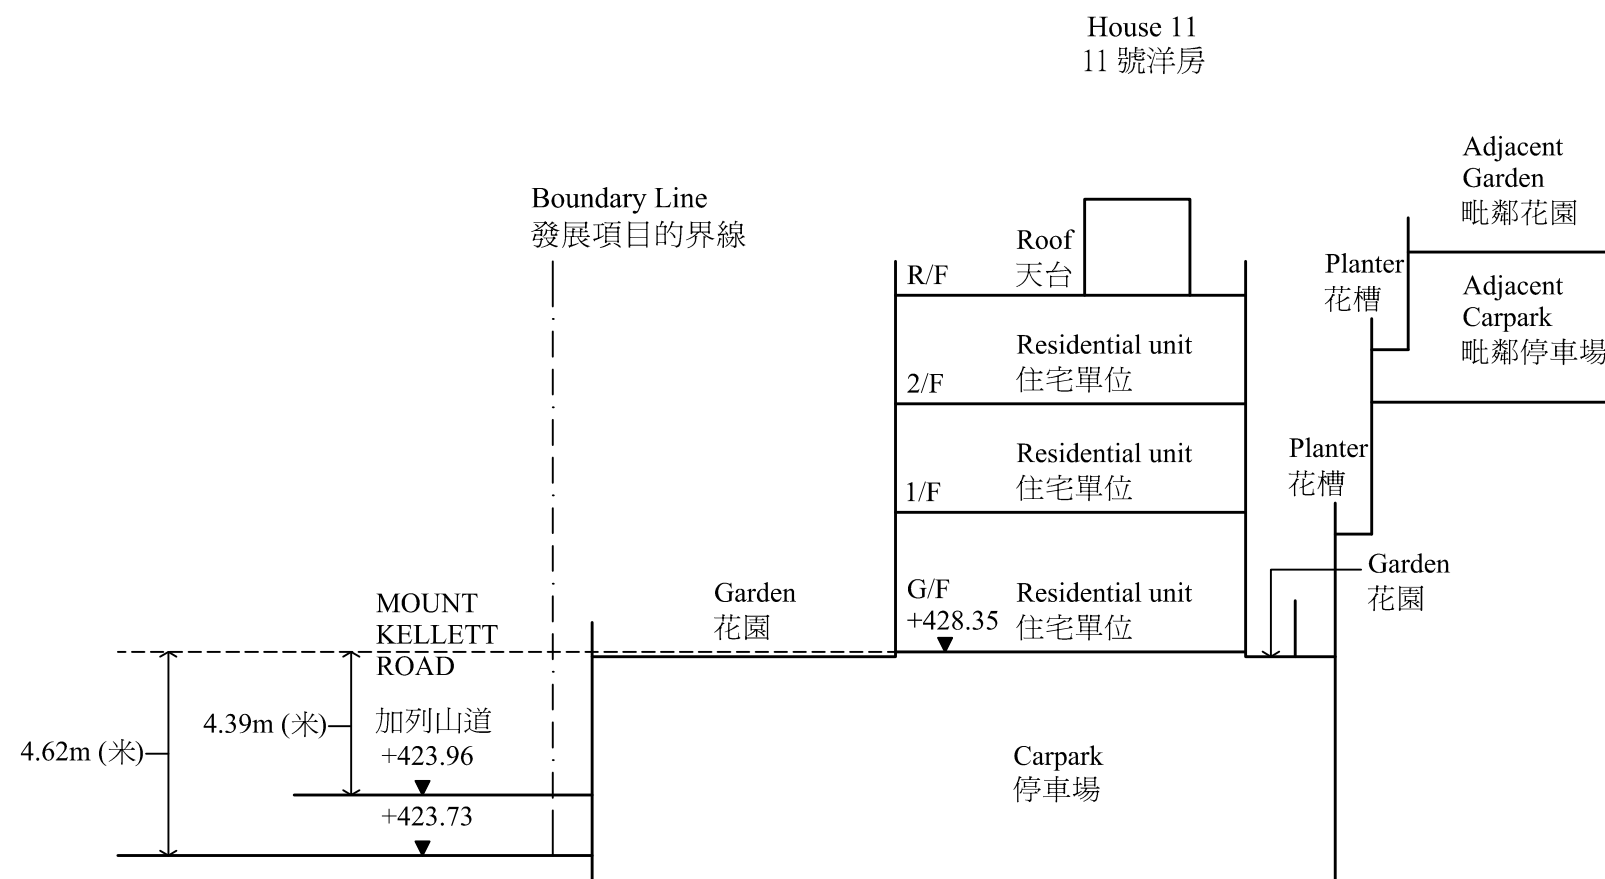 House 11
11 號洋房
Adjacent
Garden
毗鄰花園
Boundary Line
發展項目的界線
Roof
天台
R/F
Planter
花槽
Adjacent
Carpark
毗鄰停車場
Residential unit
住宅單位
2/F
Residential unit
住宅單位
1/F
Planter
花槽
Garden
花園
G/F
+428.35
Residential unit
住宅單位
Garden
花園
MOUNT
KELLETT
ROAD
加列山道
4.39m (米)
4.62m (米)
+423.96
+423.73
Carpark
停車場